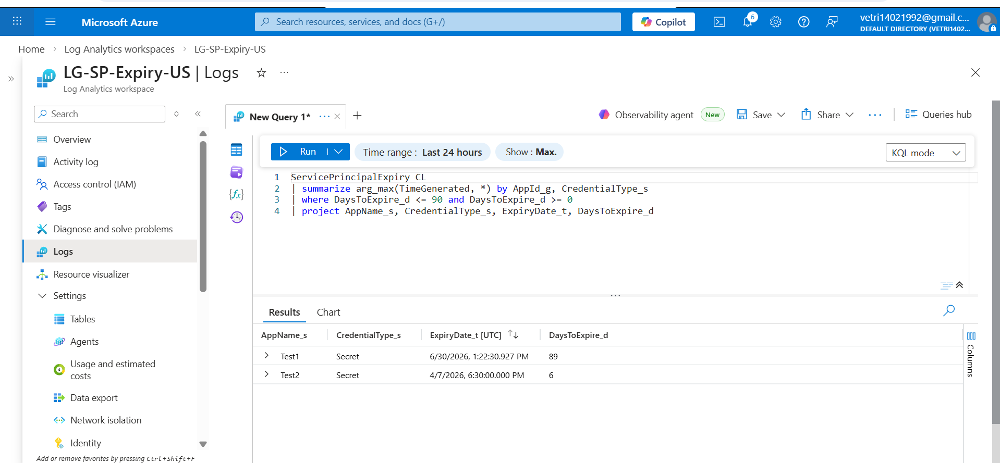 Microsoft Azure
Search resources, services, and docs (G+/)
Copilot
6
vetri14021992@gmail.c...
DEFAULT DIRECTORY (VETRI1402...
Home > Log Analytics workspaces > LG-SP-Expiry-US
LG-SP-Expiry-US | Logs
Log Analytics workspace
Search
Overview
Activity log
Access control (IAM)
Tags
Diagnose and solve problems
Logs
Resource visualizer
Settings
Tables
Agents
Usage and estimated
costs
Data export
Network isolation
Identity
Add or remove favorites by pressing Ctrl+Shift+F
New Query 1*
Observability agent New Save Share Queries hub
Run Time range : Last 24 hours Show : Max. KQL mode
1 ServicePrincipalExpiry_CL
2 | summarize arg_max(TimeGenerated, *) by AppId_g, CredentialType_s
3 | where DaysToExpire_d <= 90 and DaysToExpire_d >= 0
4 | project AppName_s, CredentialType_s, ExpiryDate_t, DaysToExpire_d
Results Chart
AppName_s CredentialType_s ExpiryDate_t [UTC] DaysToExpire_d
Test1 Secret 6/30/2026, 1:22:30.927 PM 89
Test2 Secret 4/7/2026, 6:30:00.000 PM 6
Columns